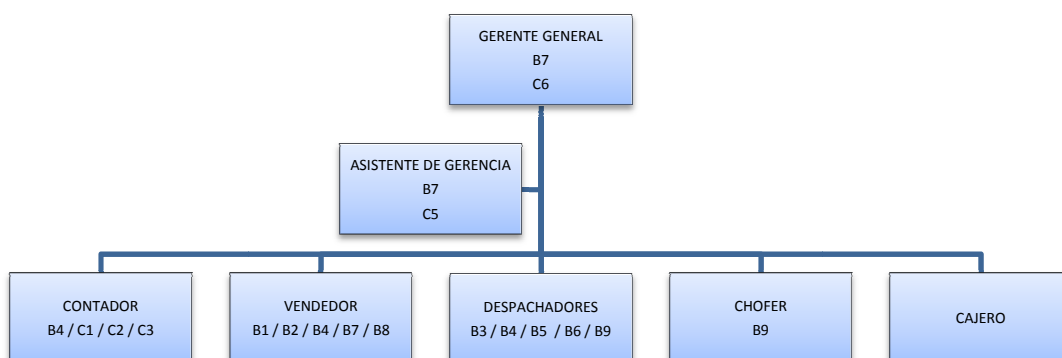 GERENTE GENERAL
B7
C6
ASISTENTE DE GERENCIA
B7
C5
CONTADOR
B4 / C1 / C2 / C3
VENDEDOR
B1 / B2 / B4 / B7 / B8
DESPACHADORES
B3 / B4 / B5 / B6 / B9
CHOFER
B9
CAJERO